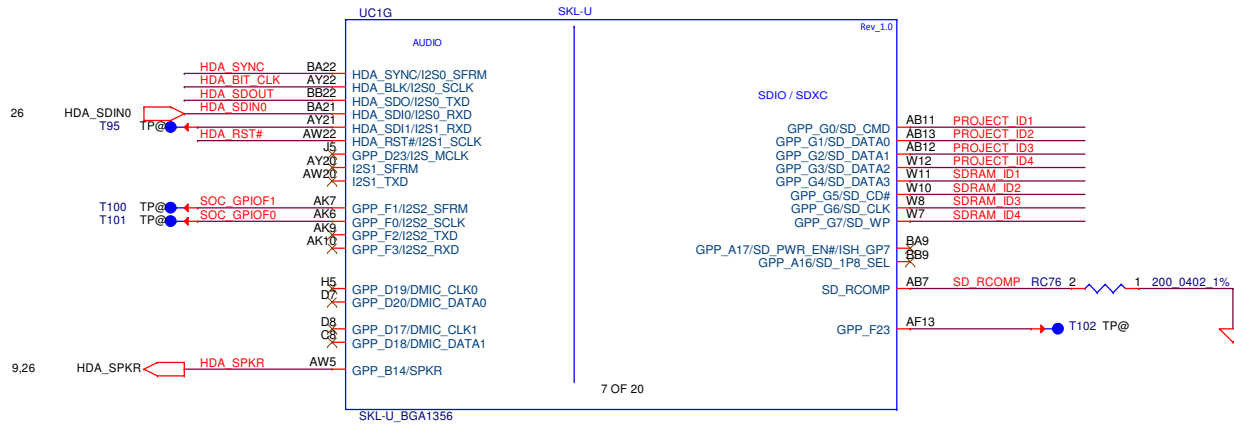 UC1G SKL-U
Rev_1.0
AUDIO
SDIO / SDXC
HDA_SYNC BA22 HDA_SYNC/I2S0_SFRM
HDA_BIT_CLK AY22 HDA_BLK/I2S0_SCLK
HDA_SDOUT BB22 HDA_SDO/I2S0_TXD
26 HDA_SDIN0 HDA_SDIN0 BA21 HDA_SDI0/I2S0_RXD
T95 TP@ AY21 HDA_SDI1/I2S1_RXD
HDA_RST# AW22 HDA_RST#/I2S1_SCLK
J5 GPP_D23/I2S_MCLK
AY20 I2S1_SFRM
AW20 I2S1_TXD
T100 TP@ SOC_GPIOF1 AK7 GPP_F1/I2S2_SFRM
T101 TP@ SOC_GPIOF0 AK6 GPP_F0/I2S2_SCLK
AK9 GPP_F2/I2S2_TXD
AK10 GPP_F3/I2S2_RXD
H5 GPP_D19/DMIC_CLK0
D7 GPP_D20/DMIC_DATA0
D8 GPP_D17/DMIC_CLK1
C8 GPP_D18/DMIC_DATA1
9,26 HDA_SPKR HDA_SPKR AW5 GPP_B14/SPKR
GPP_G0/SD_CMD AB11 PROJECT_ID1
GPP_G1/SD_DATA0 AB13 PROJECT_ID2
GPP_G2/SD_DATA1 AB12 PROJECT_ID3
GPP_G3/SD_DATA2 W12 PROJECT_ID4
GPP_G4/SD_DATA3 W11 SDRAM_ID1
GPP_G5/SD_CD# W10 SDRAM_ID2
GPP_G6/SD_CLK W8 SDRAM_ID3
GPP_G7/SD_WP W7 SDRAM_ID4
GPP_A17/SD_PWR_EN#/ISH_GP7 BA9
GPP_A16/SD_1P8_SEL BB9
SD_RCOMP AB7 SD_RCOMP RC76 2 1 200_0402_1%
GPP_F23 AF13 T102 TP@
7 OF 20
SKL-U_BGA1356